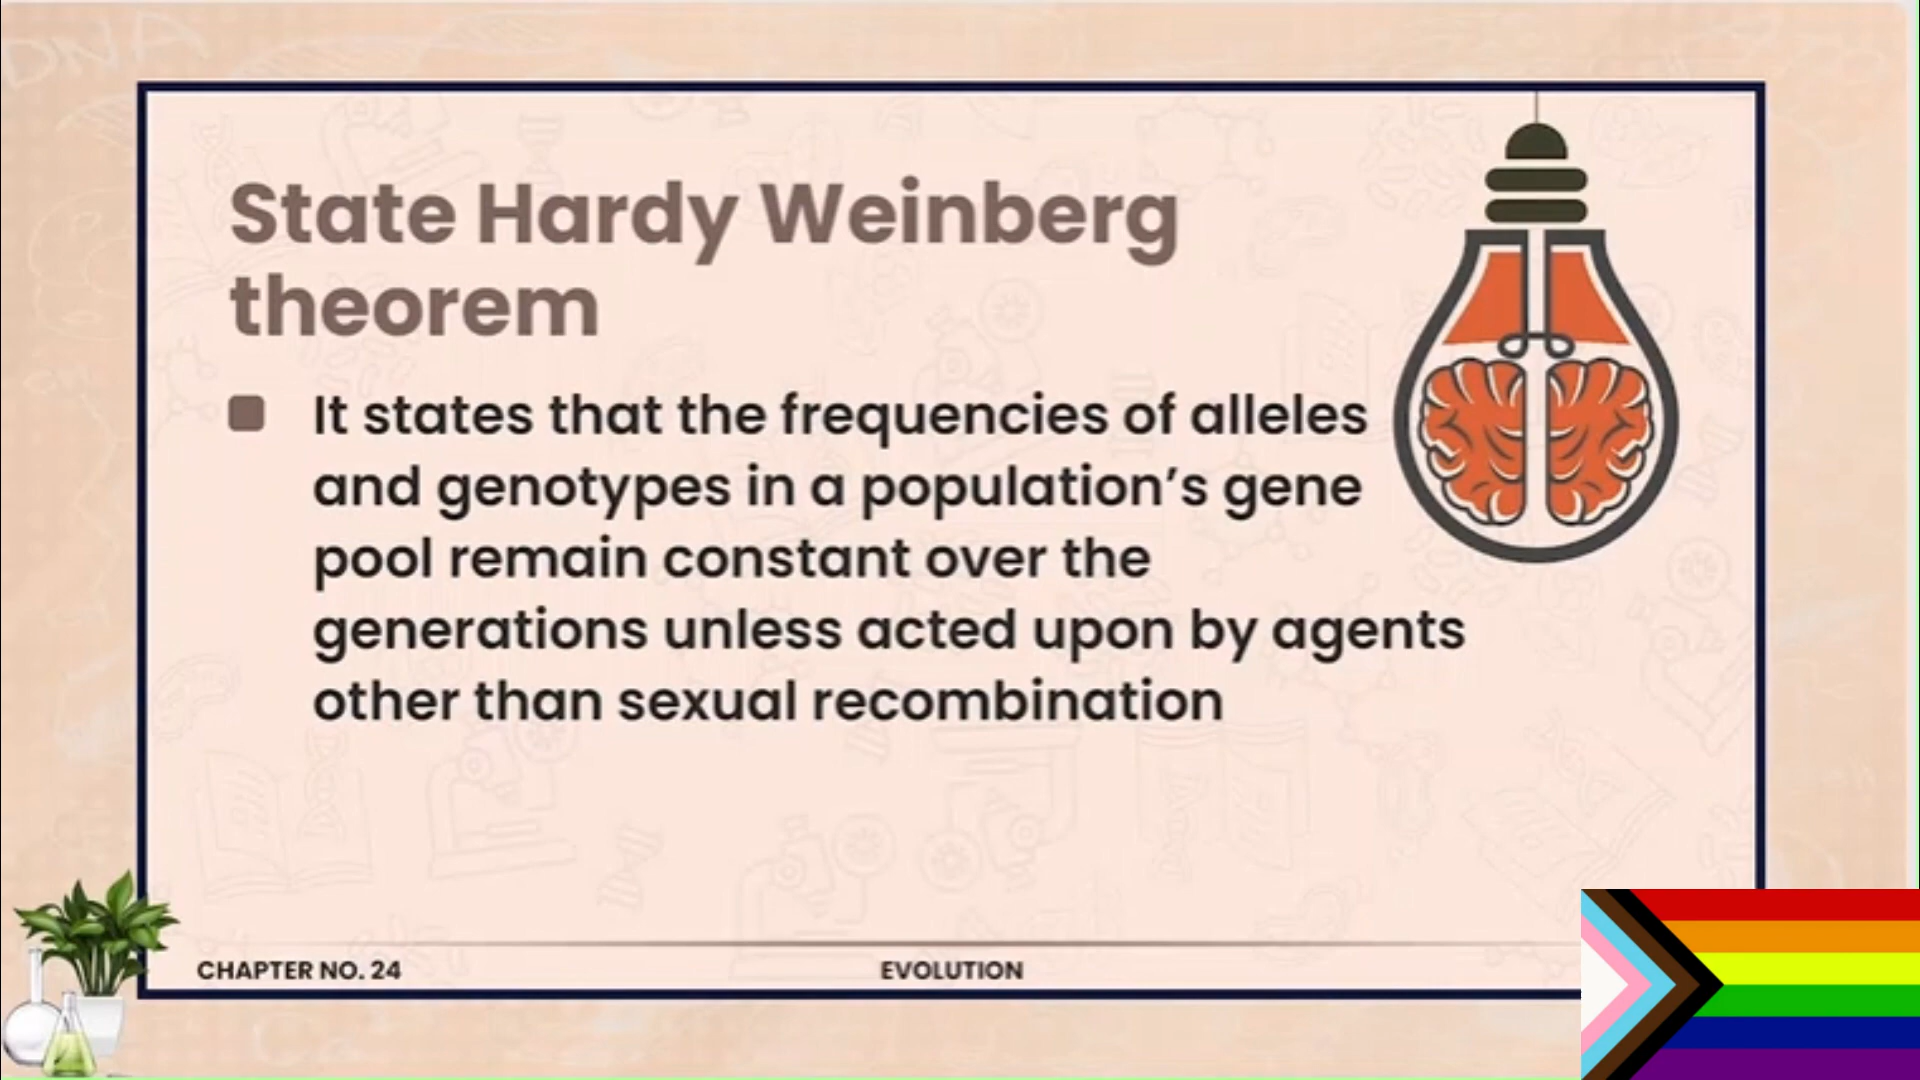 DNA
State Hardy Weinberg
theorem
It states that the frequencies of alleles
and genotypes in a population’s gene
pool remain constant over the
generations unless acted upon by agents
other than sexual recombination
CHAPTER NO. 24
EVOLUTION